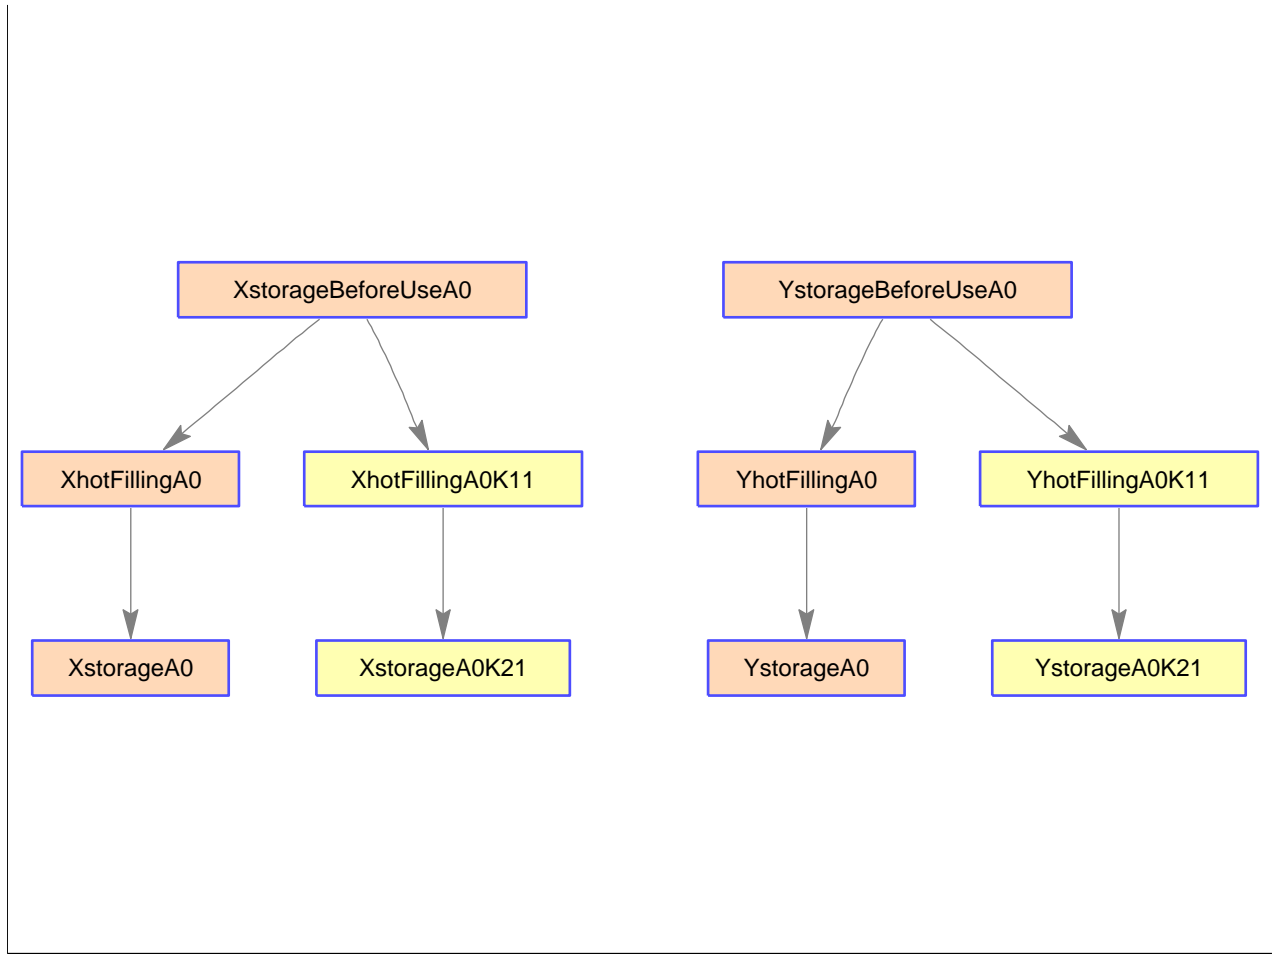 XstorageBeforeUseA0
YstorageBeforeUseA0
XhotFillingA0
XhotFillingA0K11
YhotFillingA0
YhotFillingA0K11
XstorageA0
XstorageA0K21
YstorageA0
YstorageA0K21